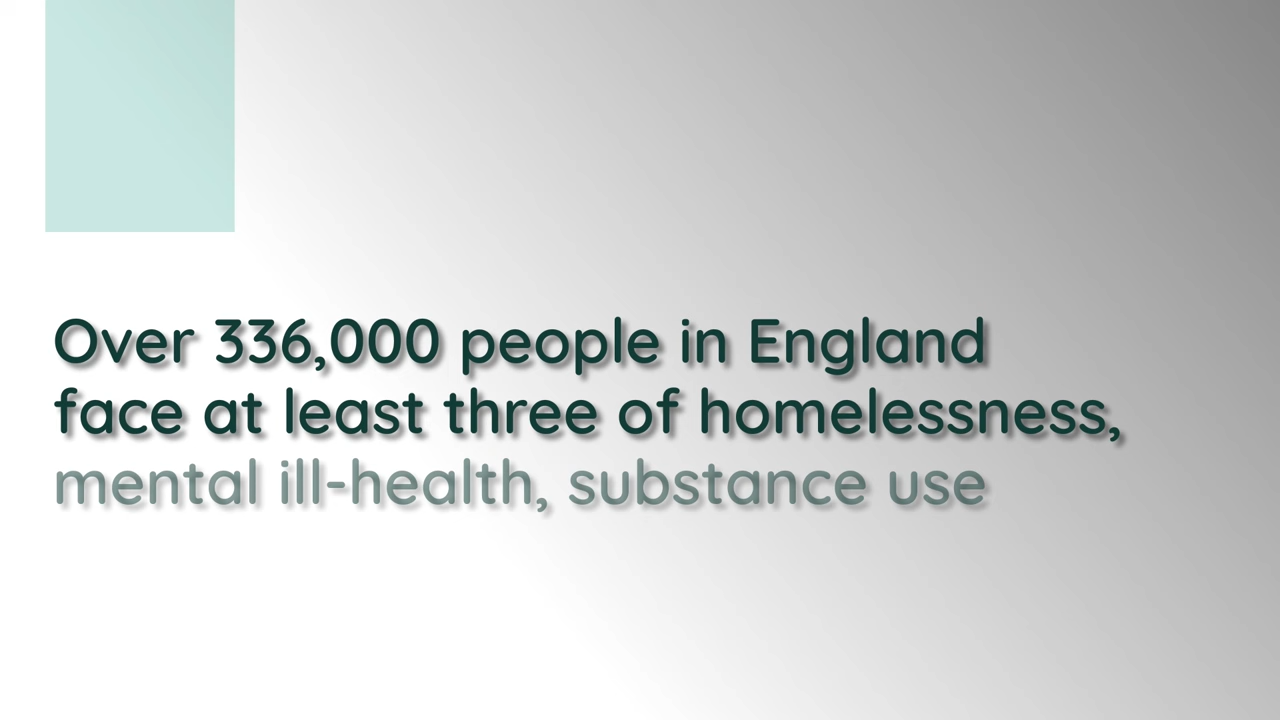 Over 336,000 people in England
face at least three of homelessness,
mental ill-health, substance use